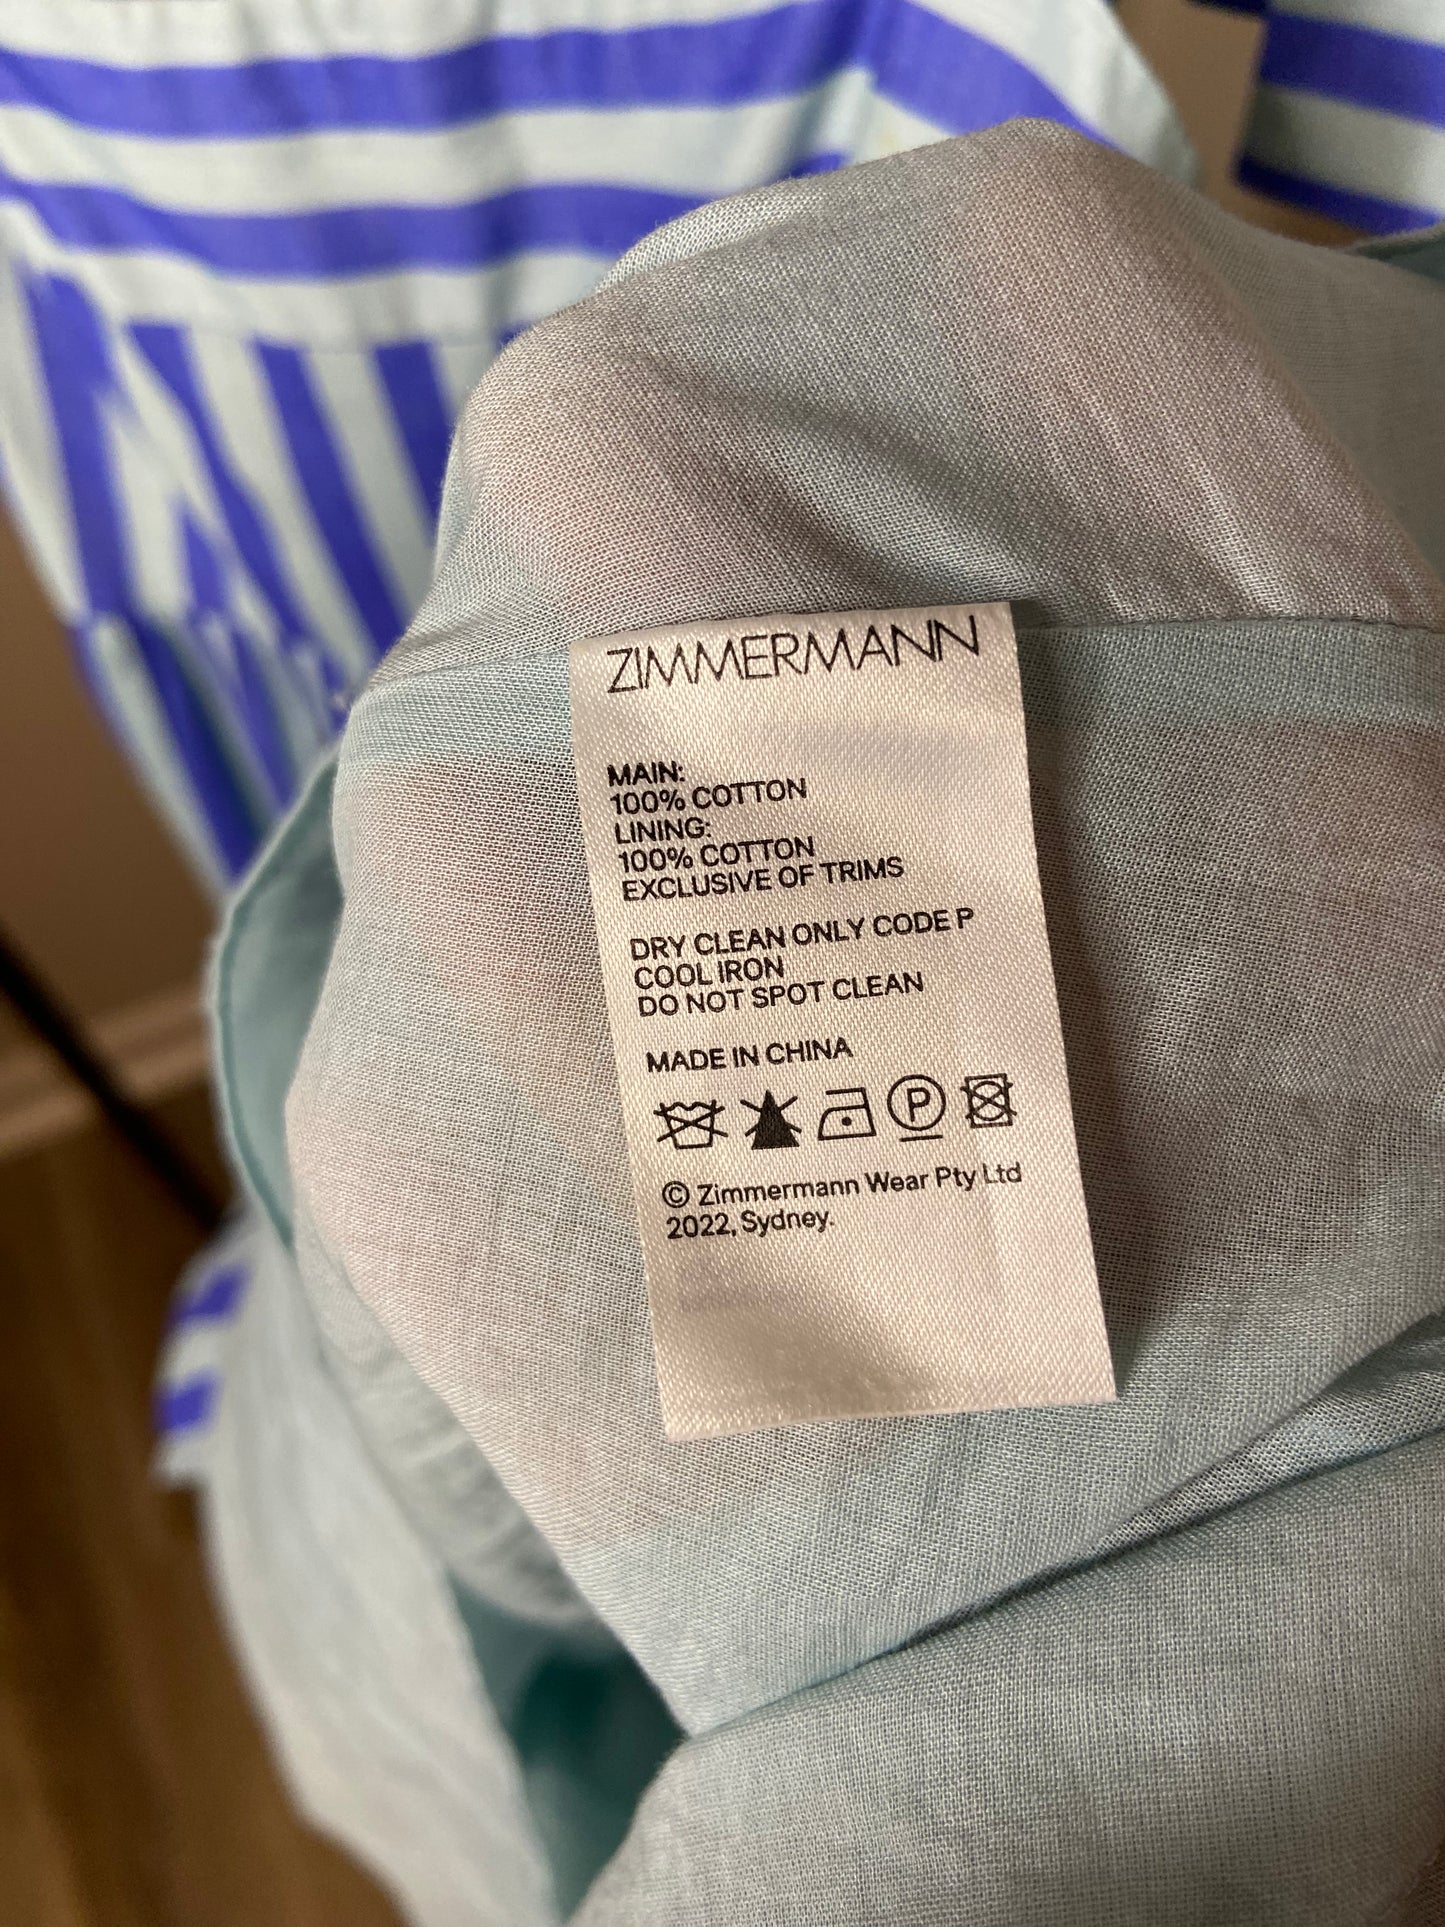 ZIMMERMANN
MAIN:
100% COTTON
LINING:
100% COTTON
EXCLUSIVE OF TRIMS
DRY CLEAN ONLY CODE P
COOL IRON
DO NOT SPOT CLEAN
MADE IN CHINA
P
© Zimmermann Wear Pty Ltd
2022, Sydney.